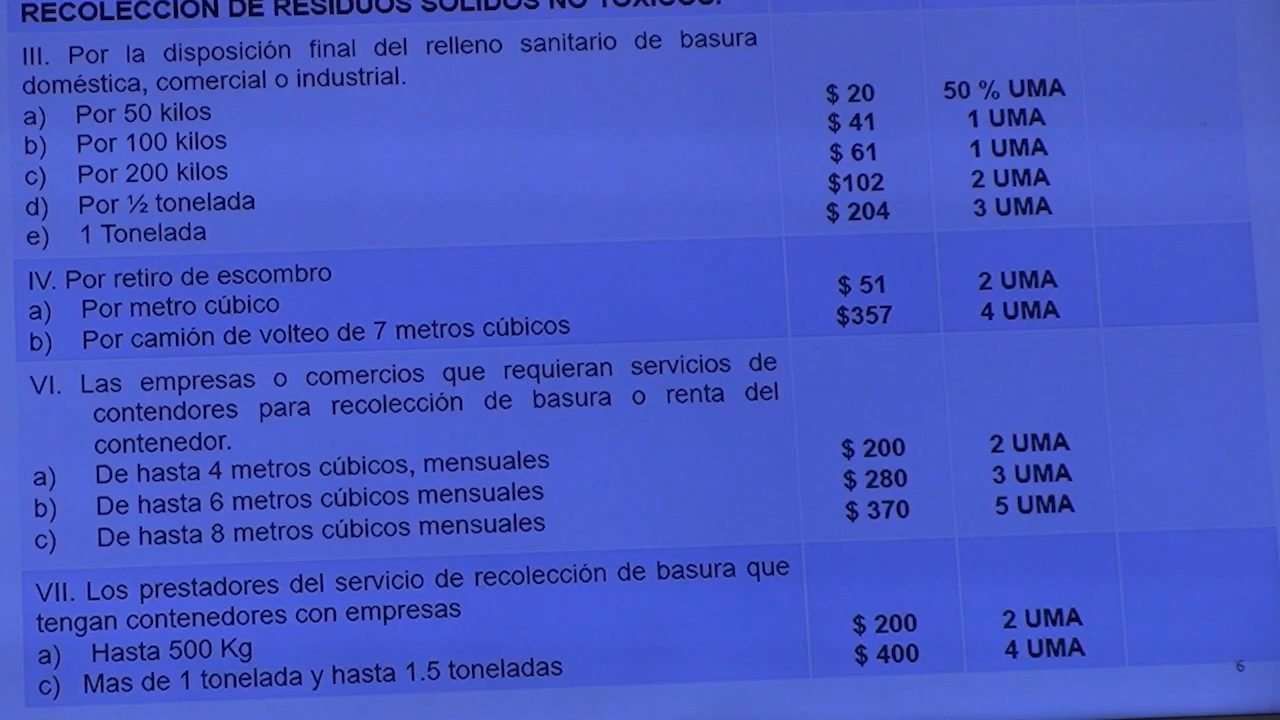 RECOLECCIÓN DE RESIDUOS SÓLIDOS NO TÓXICOS.
III. Por la disposición final del relleno sanitario de basura
doméstica, comercial o industrial.
a) Por 50 kilos $ 20 50 % UMA
b) Por 100 kilos $ 41 1 UMA
c) Por 200 kilos $ 61 1 UMA
d) Por ½ tonelada $102 2 UMA
e) 1 Tonelada $ 204 3 UMA
IV. Por retiro de escombro
a) Por metro cúbico $ 51 2 UMA
b) Por camión de volteo de 7 metros cúbicos $357 4 UMA
VI. Las empresas o comercios que requieran servicios de
contendores para recolección de basura o renta del
contenedor.
a) De hasta 4 metros cúbicos, mensuales $ 200 2 UMA
b) De hasta 6 metros cúbicos mensuales $ 280 3 UMA
c) De hasta 8 metros cúbicos mensuales $ 370 5 UMA
VII. Los prestadores del servicio de recolección de basura que
tengan contenedores con empresas
a) Hasta 500 Kg $ 200 2 UMA
c) Mas de 1 tonelada y hasta 1.5 toneladas $ 400 4 UMA
6